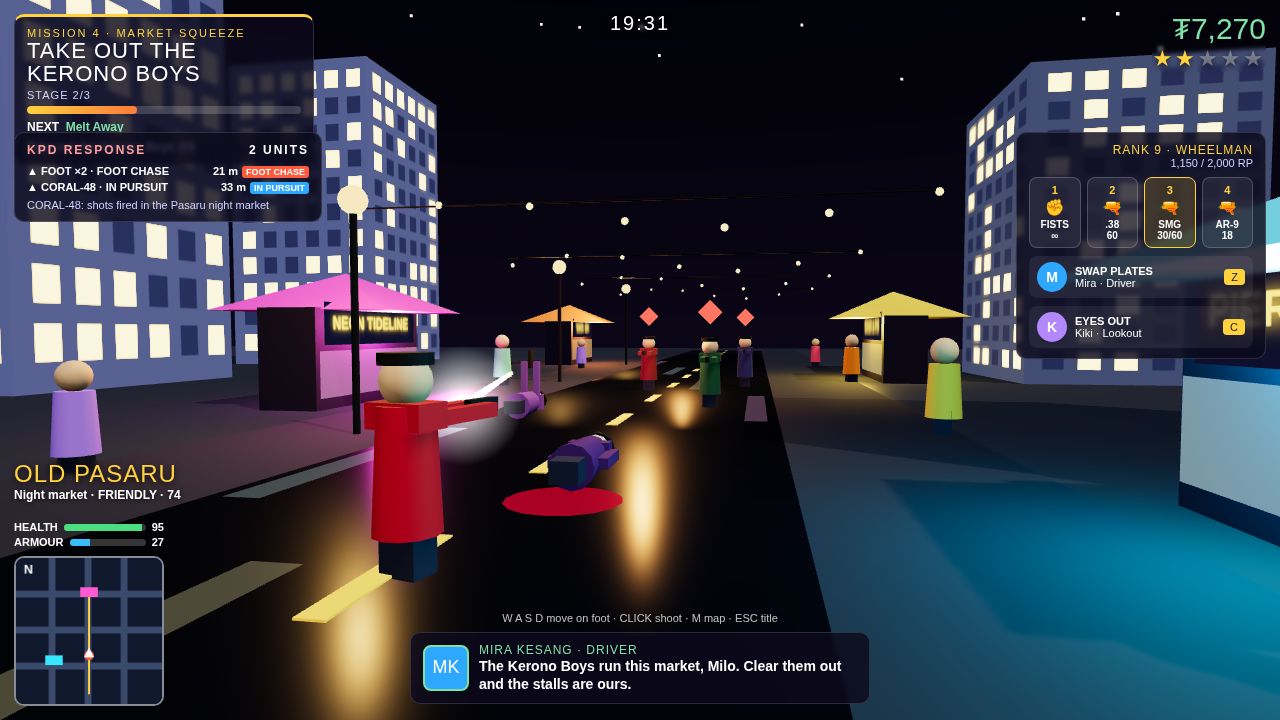 MISSION 4 · MARKET SQUEEZE
TAKE OUT THE
KERONO BOYS
STAGE 2/3
NEXT Melt Away
KPD RESPONSE 2 UNITS
▲ FOOT ×2 · FOOT CHASE 21 m FOOT CHASE
▲ CORAL-48 · IN PURSUIT 33 m IN PURSUIT
CORAL-48: shots fired in the Pasaru night market
19:31
₮7,270
★★★★★
RANK 9 · WHEELMAN
1,150 / 2,000 RP
1 2 3 4
FISTS .38 SMG AR-9
∞ 60 30/60 18
M SWAP PLATES Z
Mira · Driver
K EYES OUT C
Kiki · Lookout
NEON TIDELINE
OLD PASARU
Night market · FRIENDLY · 74
HEALTH 95
ARMOUR 27
N
W A S D move on foot · CLICK shoot · M map · ESC title
MK
MIRA KESANG · DRIVER
The Kerono Boys run this market, Milo. Clear them out
and the stalls are ours.